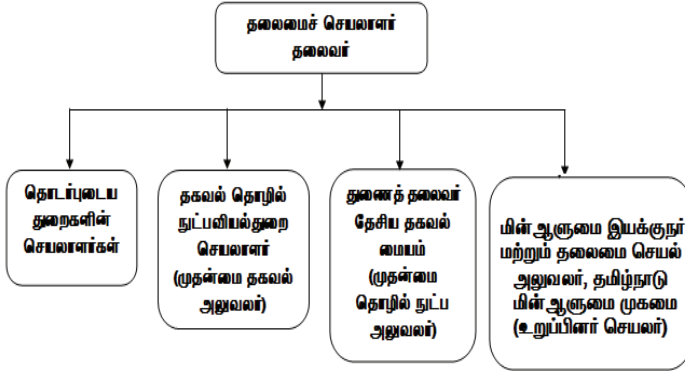 தலைமைச் செயலாளர்
தலைவர்
தொடர்புடைய
துறைகளின்
செயலாளர்கள்
தகவல் தொழில்
நுட்பவியல்துறை
செயலாளர்
(முதன்மை தகவல்
அலுவலர்)
துணைத் தலைவர்
தேசிய தகவல்
மையம்
(முதன்மை
தொழில் நுட்ப
அலுவலர்)
மின்ஆளுமை இயக்குநர்
மற்றும் தலைமை செயல்
அலுவலர், தமிழ்நாடு
மின்ஆளுமை முகமை
(உறுப்பினர் செயலர்)